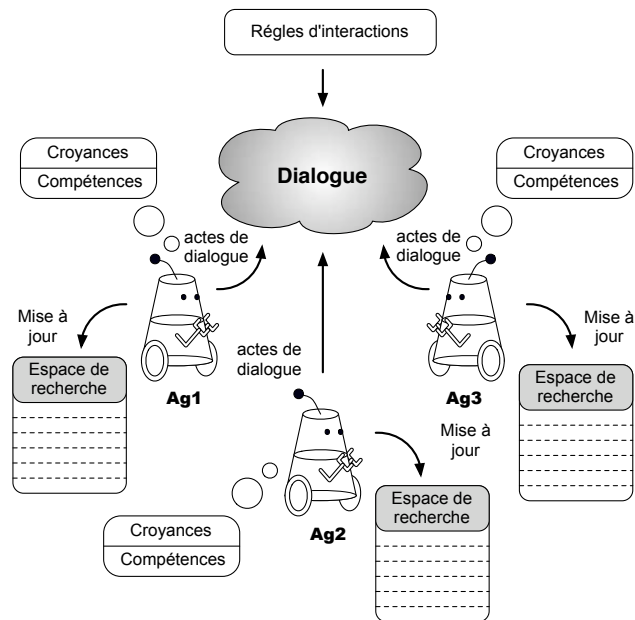 Régles d'interactions
Dialogue
Croyances
Compétences
Croyances
Compétences
actes de
dialogue
actes de
dialogue
Mise à
jour
Espace de
recherche
Ag1
Mise à
jour
Espace de
recherche
Ag3
actes de
dialogue
Mise à
jour
Espace de
recherche
Ag2
Croyances
Compétences